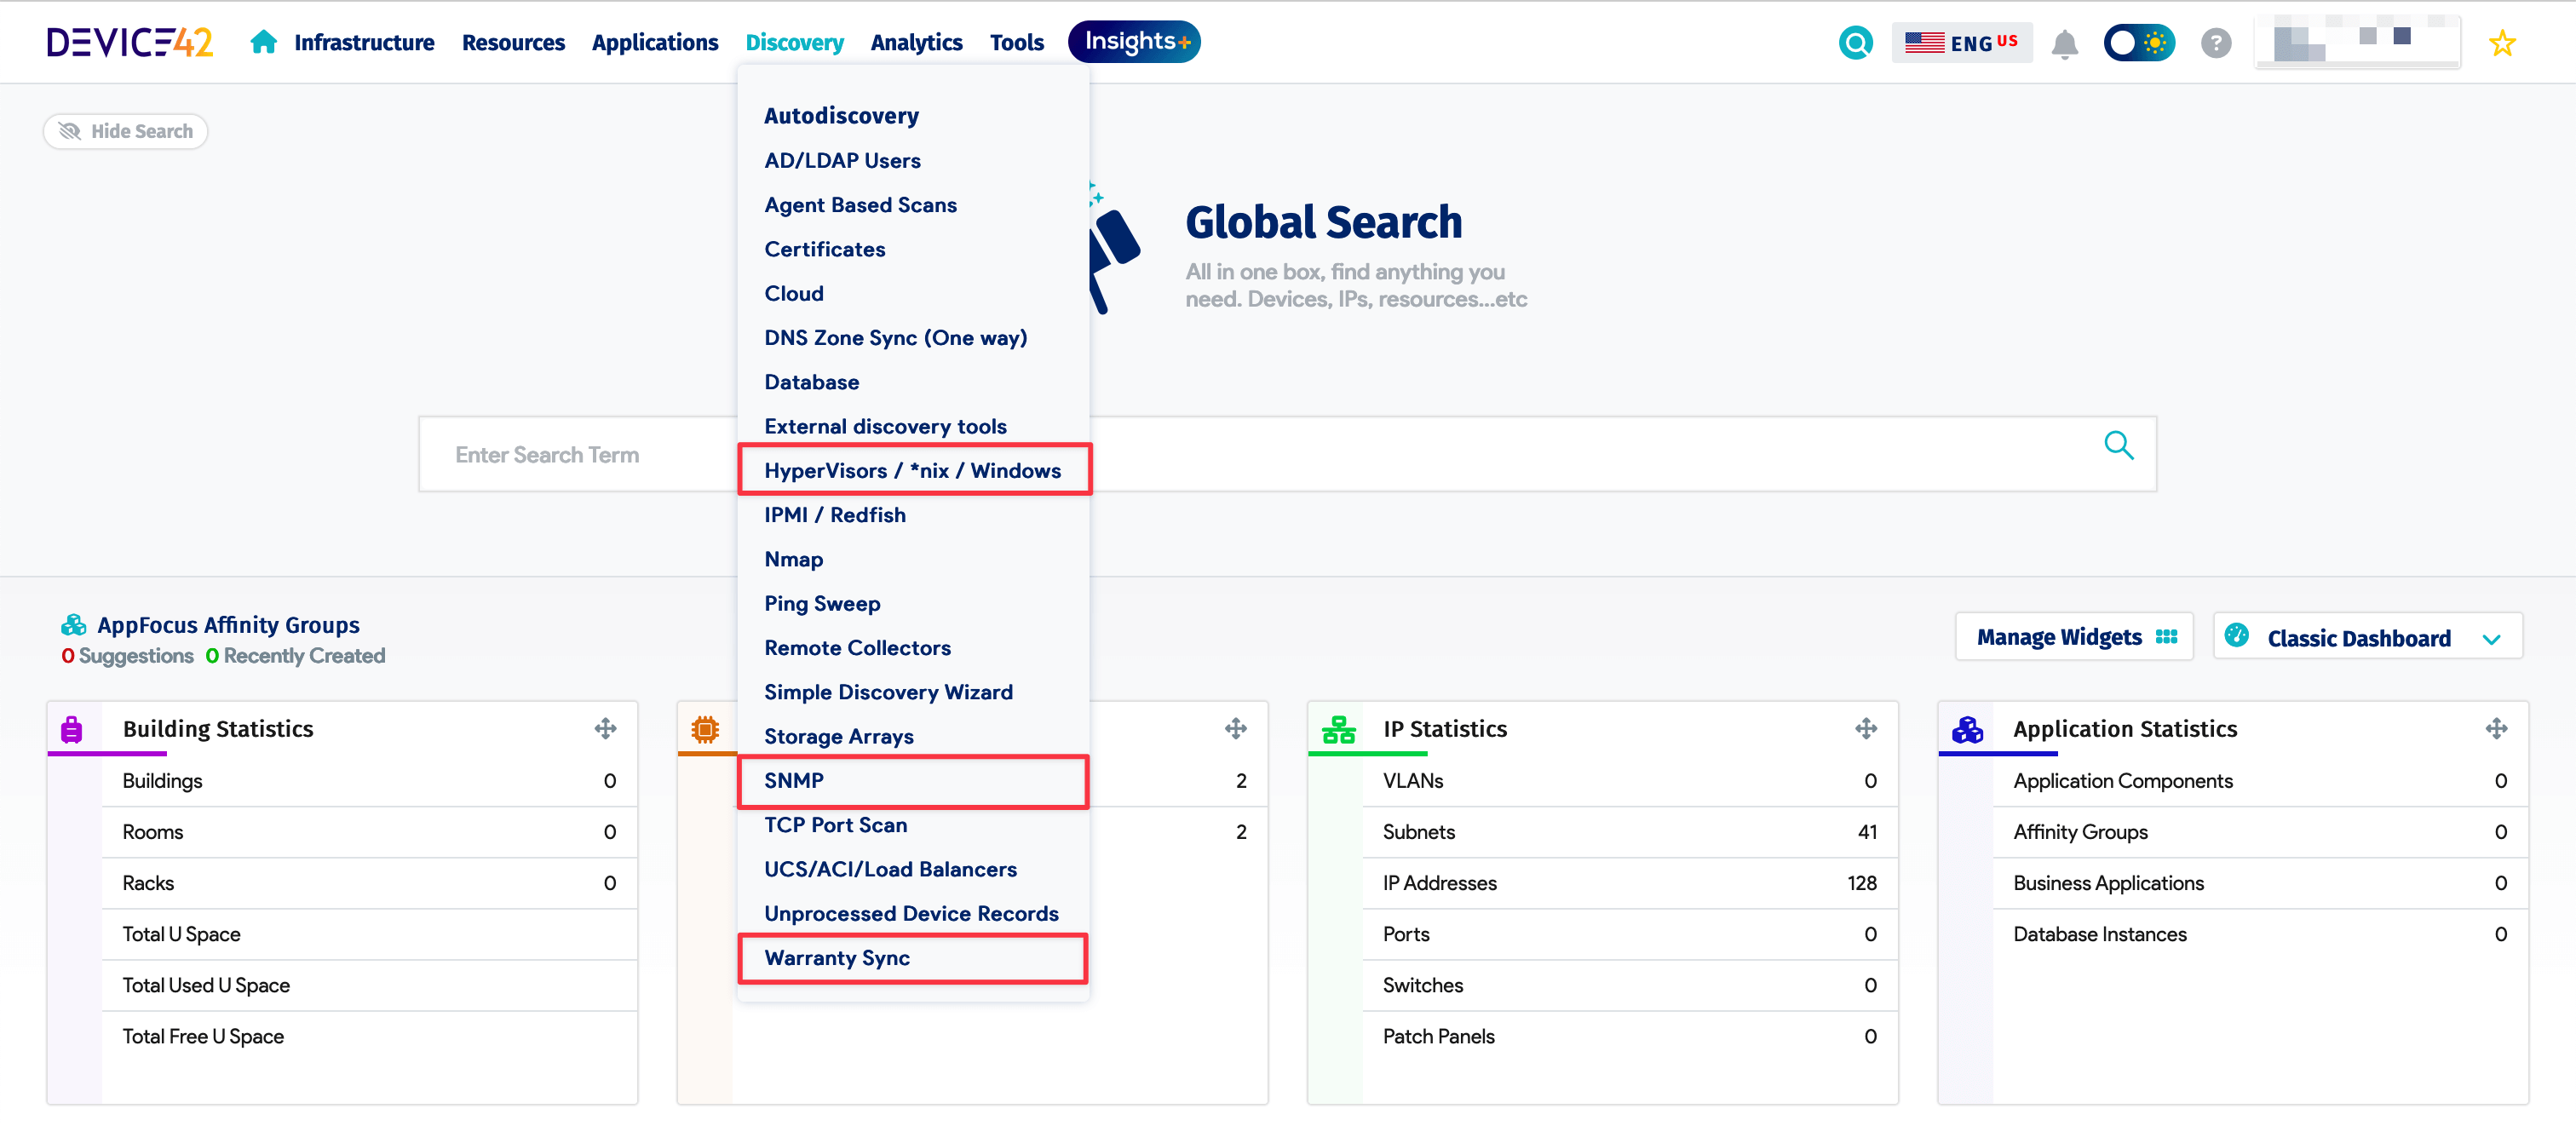 DEVICE42
Infrastructure
Resources
Applications
Discovery
Analytics
Tools
Insights+
ENG US
?
Hide Search
Autodiscovery
AD/LDAP Users
Agent Based Scans
Certificates
Cloud
DNS Zone Sync (One way)
Database
External discovery tools
HyperVisors / *nix / Windows
IPMI / Redfish
Nmap
Ping Sweep
Remote Collectors
Simple Discovery Wizard
Storage Arrays
SNMP
TCP Port Scan
UCS/ACI/Load Balancers
Unprocessed Device Records
Warranty Sync
Global Search
All in one box, find anything you
need. Devices, IPs, resources...etc
Enter Search Term
AppFocus Affinity Groups
0 Suggestions 0 Recently Created
Manage Widgets
Classic Dashboard
Building Statistics
Buildings 0
Rooms 0
Racks 0
Total U Space
Total Used U Space
Total Free U Space
2
2
IP Statistics
VLANs 0
Subnets 41
IP Addresses 128
Ports 0
Switches 0
Patch Panels 0
Application Statistics
Application Components 0
Affinity Groups 0
Business Applications 0
Database Instances 0